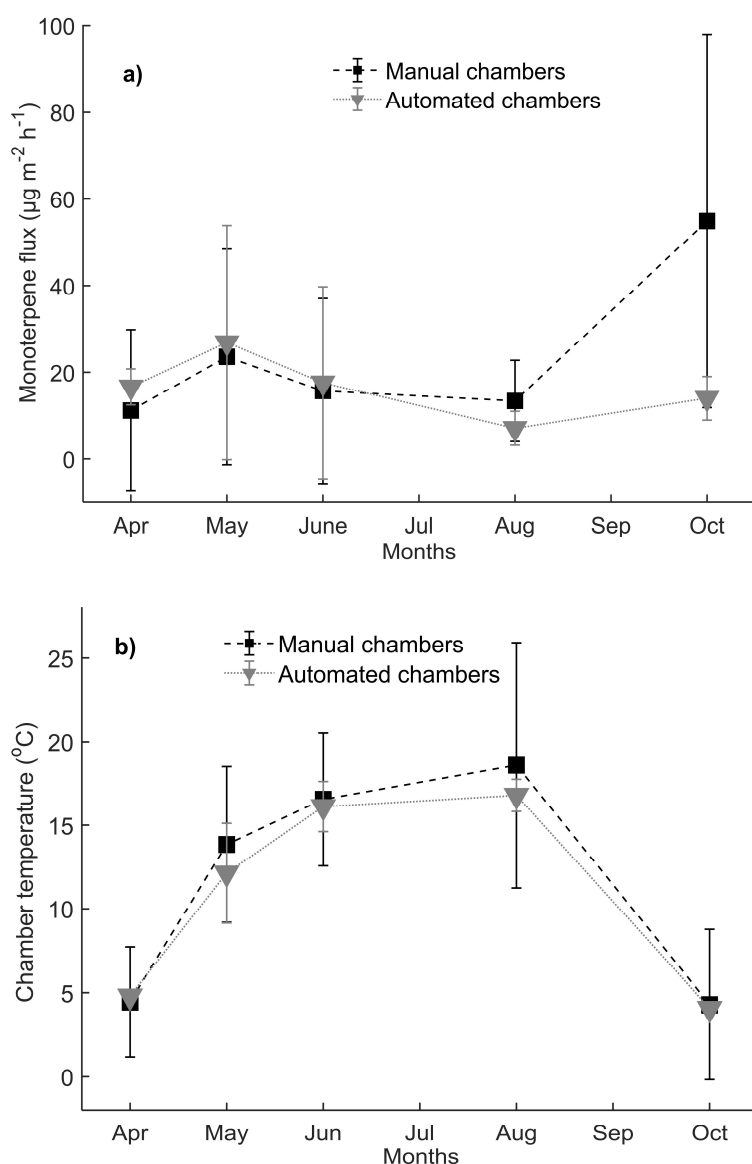 100
80
60
40
20
0
Monoterpene flux (µg m⁻² h⁻¹)
a)
Manual chambers
Automated chambers
Apr May June Jul Aug Sep Oct
Months
25
20
15
10
5
0
Chamber temperature (°C)
b)
Manual chambers
Automated chambers
Apr May Jun Jul Aug Sep Oct
Months